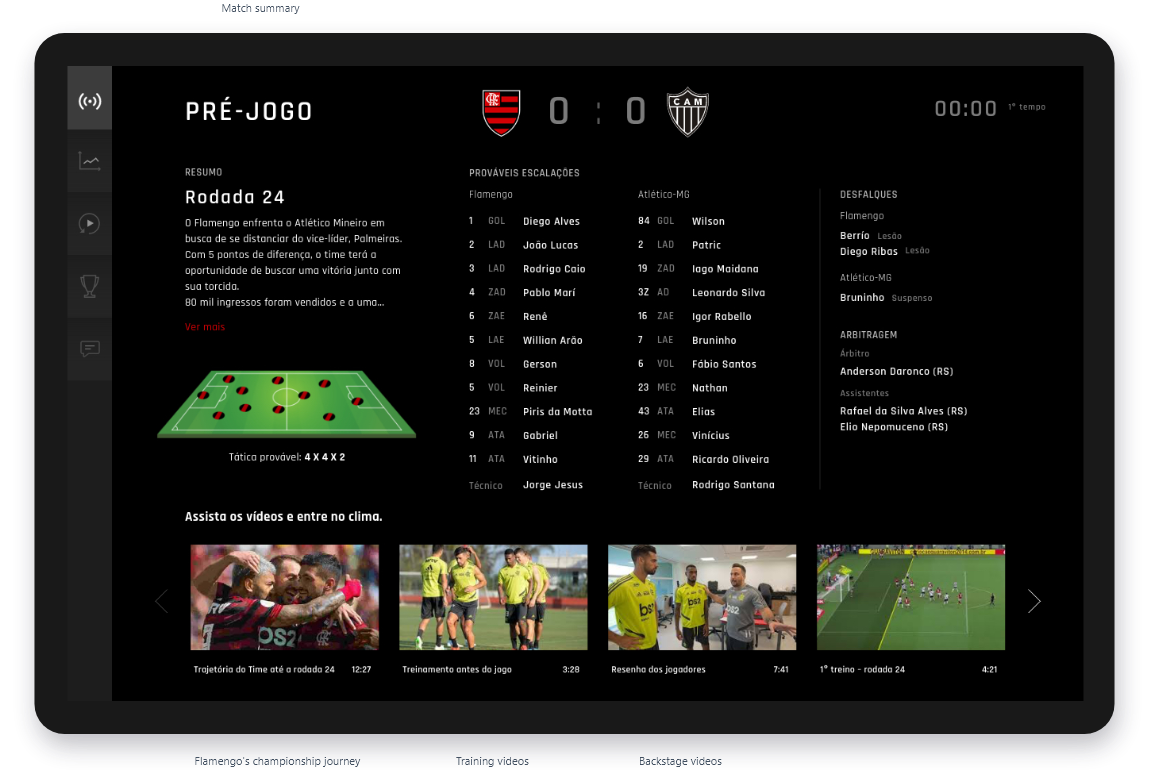 Match summary
PRÉ-JOGO
CAM
0 : 0
00:00 1º tempo
RESUMO
Rodada 24
O Flamengo enfrenta o Atlético Mineiro em
busca de se distanciar do vice-líder, Palmeiras.
Com 5 pontos de diferença, o time terá a
oportunidade de buscar uma vitória junto com
sua torcida.
80 mil ingressos foram vendidos e a uma...
Ver mais
Tática provável: 4 X 4 X 2
PROVÁVEIS ESCALAÇÕES
Flamengo
1 GOL Diego Alves
2 LAD João Lucas
3 LAD Rodrigo Caio
4 ZAD Pablo Marí
6 ZAE Renê
5 LAE Willian Arão
8 VOL Gerson
5 VOL Reinier
23 MEC Piris da Motta
9 ATA Gabriel
11 ATA Vitinho
Técnico Jorge Jesus
Atlético-MG
84 GOL Wilson
2 LAD Patric
19 ZAD Iago Maidana
3Z AD Leonardo Silva
16 ZAE Igor Rabello
7 LAE Bruninho
6 VOL Fábio Santos
23 MEC Nathan
43 ATA Elias
26 MEC Vinícius
29 ATA Ricardo Oliveira
Técnico Rodrigo Santana
DESFALQUES
Flamengo
Berrío Lesão
Diego Ribas Lesão
Atlético-MG
Bruninho Suspenso
ARBITRAGEM
Árbitro
Anderson Daronco (RS)
Assistentes
Rafael da Silva Alves (RS)
Elio Nepomuceno (RS)
Assista os vídeos e entre no clima.
BS2
bs2
bs2
Trajetória do Time até a rodada 24 12:27
Treinamento antes do jogo 3:28
Resenha dos jogadores 7:41
1º treino - rodada 24 4:21
Flamengo's championship journey
Training videos
Backstage videos